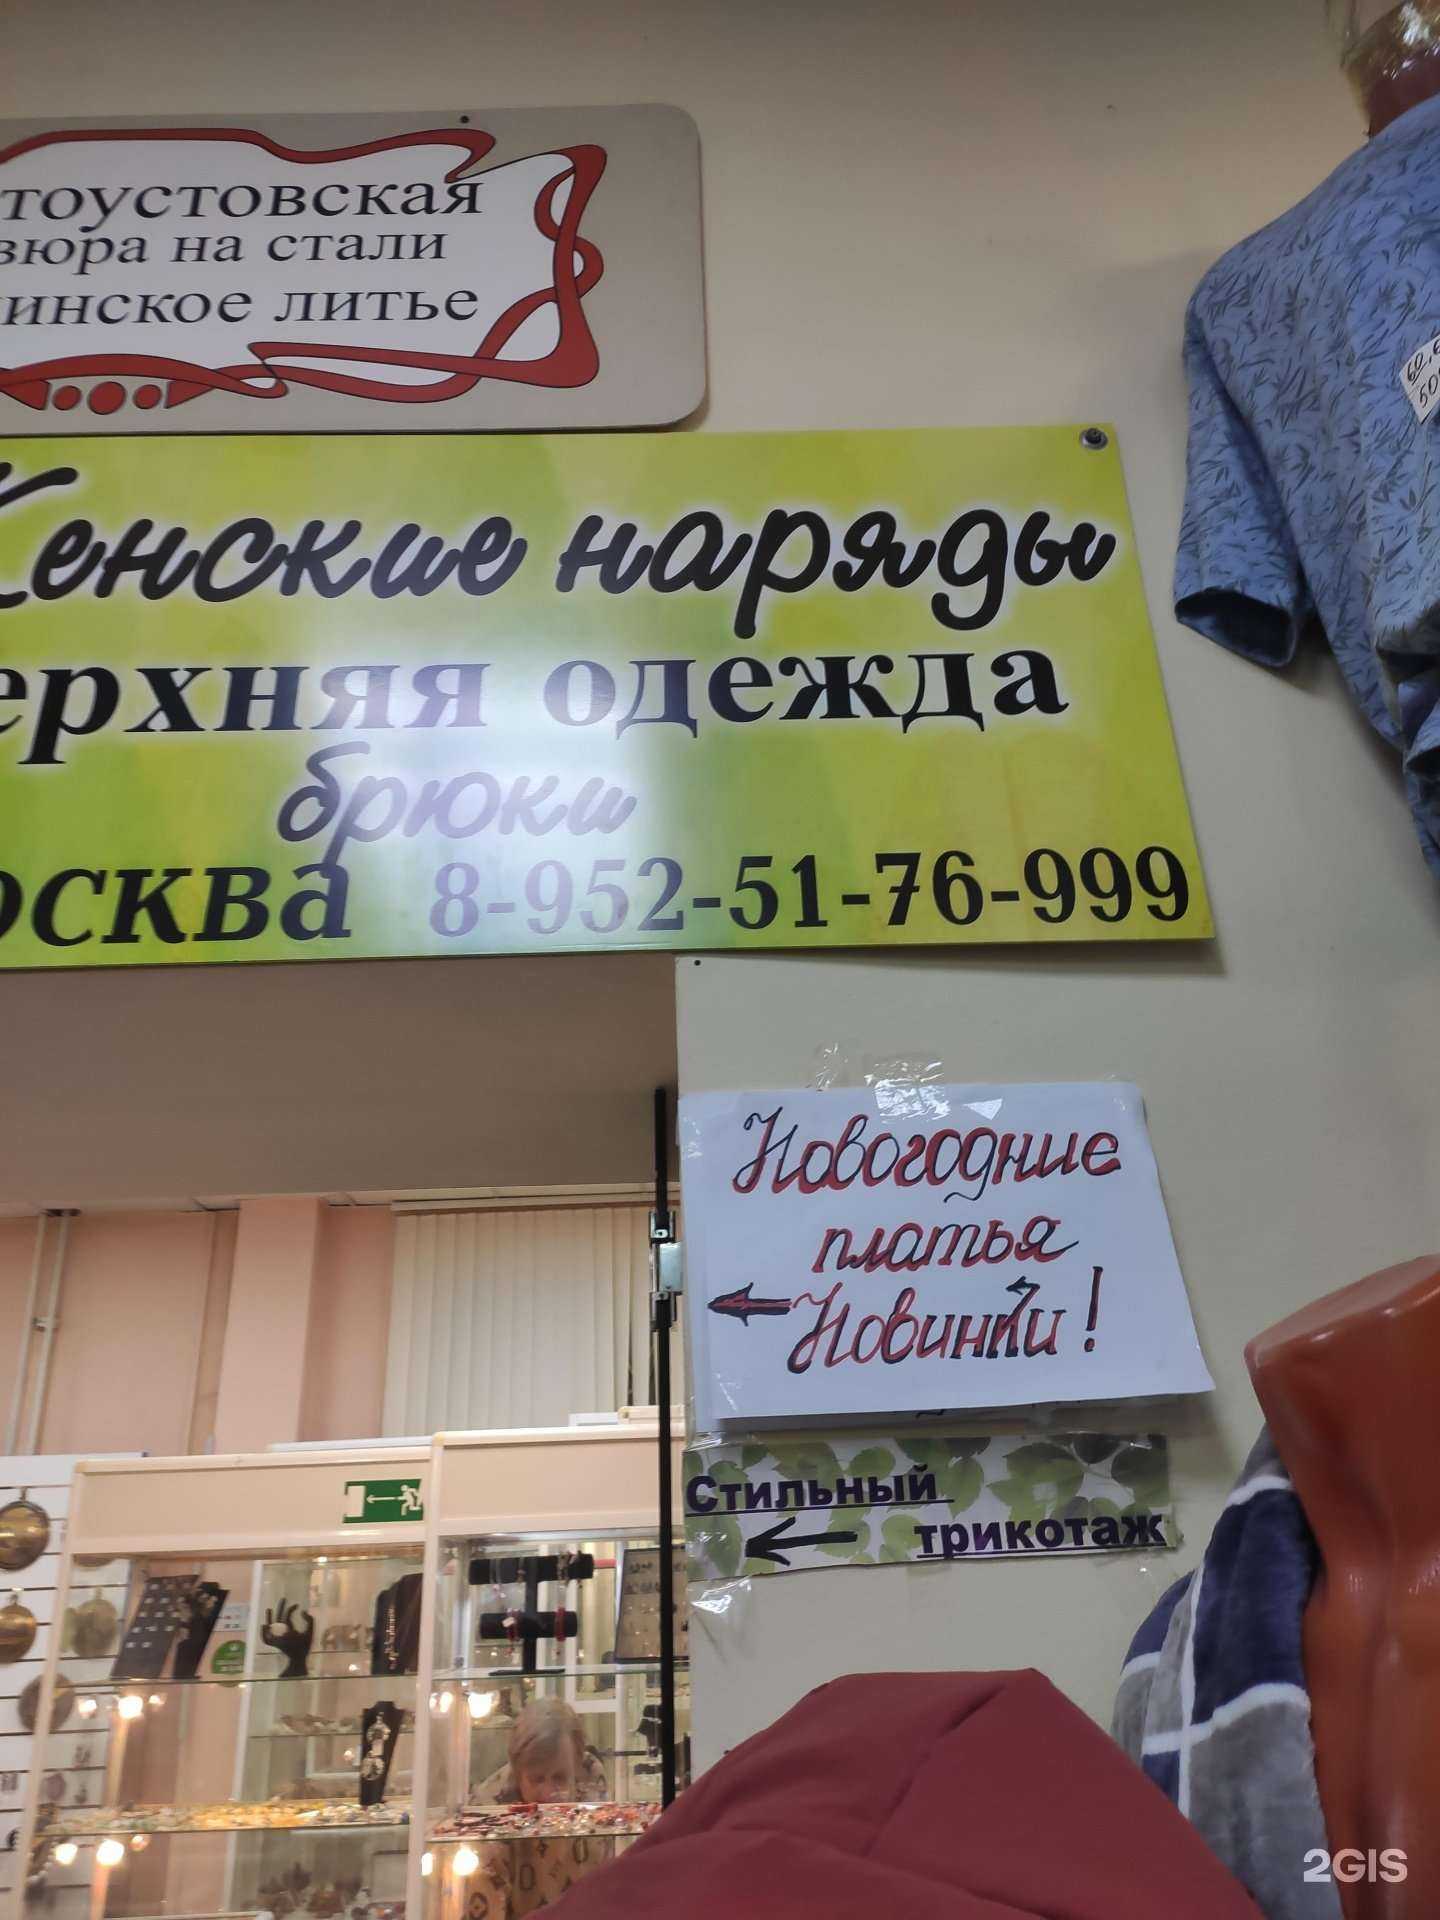 тоустовская
вюра на стали
инское литье
Женские наряды
ерхняя одежда
брюки
осква 8-952-51-76-999
Новогодние
платья
Новинки!
Стильный
трикотаж
2GIS